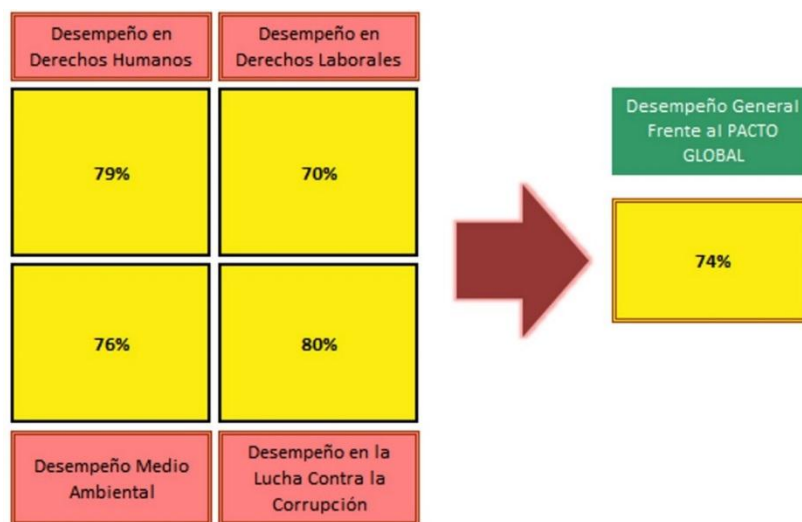 Desempeño en
Derechos Humanos
Desempeño en
Derechos Laborales
79%
70%
76%
80%
Desempeño Medio
Ambiental
Desempeño en la
Lucha Contra la
Corrupción
Desempeño General
Frente al PACTO
GLOBAL
74%